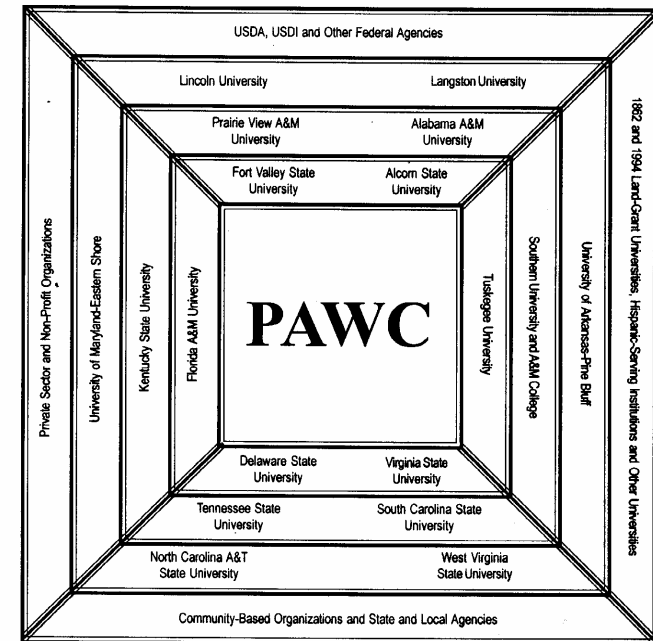 USDA, USDI and Other Federal Agencies
Lincoln University
Langston University
Prairie View A&M
University
Alabama A&M
University
Fort Valley State
University
Alcorn State
University
Private Sector and Non-Profit Organizations
University of Maryland-Eastern Shore
Kentucky State University
Florida A&M University
PAWC
Tuskegee University
Southern University and A&M College
University of Arkansas-Pine Bluff
1862 and 1994 Land-Grant Universities, Hispanic-Serving Institutions and Other Universities
Delaware State
University
Virginia State
University
Tennessee State
University
South Carolina State
University
North Carolina A&T
State University
West Virginia
State University
Community-Based Organizations and State and Local Agencies